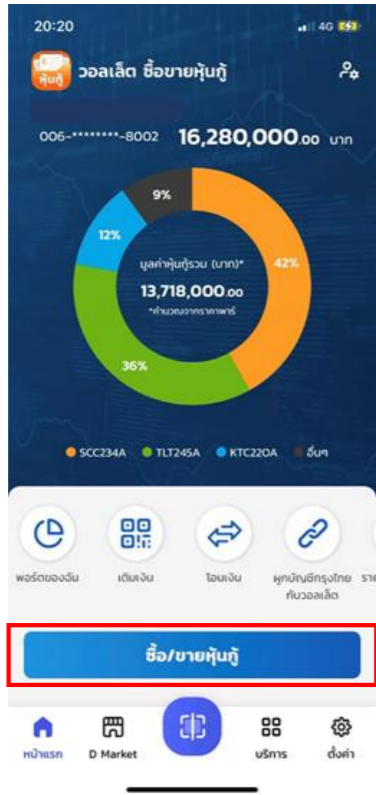 20:20
4G
53
หุ้นกู้
วอลเล็ต ซื้อขายหุ้นกู้
006-********-8002 16,280,000.00 บาท
9%
12%
42%
มูลค่าหุ้นกู้รวม (บาท)*
13,718,000.00
*คำนวณจากราคาพาร์
36%
SCC234A TLT245A KTC220A อื่นๆ
พอร์ตของฉัน เติมเงิน โอนเงิน ผูกบัญชีกรุงไทย
กับวอลเล็ต
ราย
ซื้อ/ขายหุ้นกู้
หน้าแรก D Market บริการ ตั้งค่า